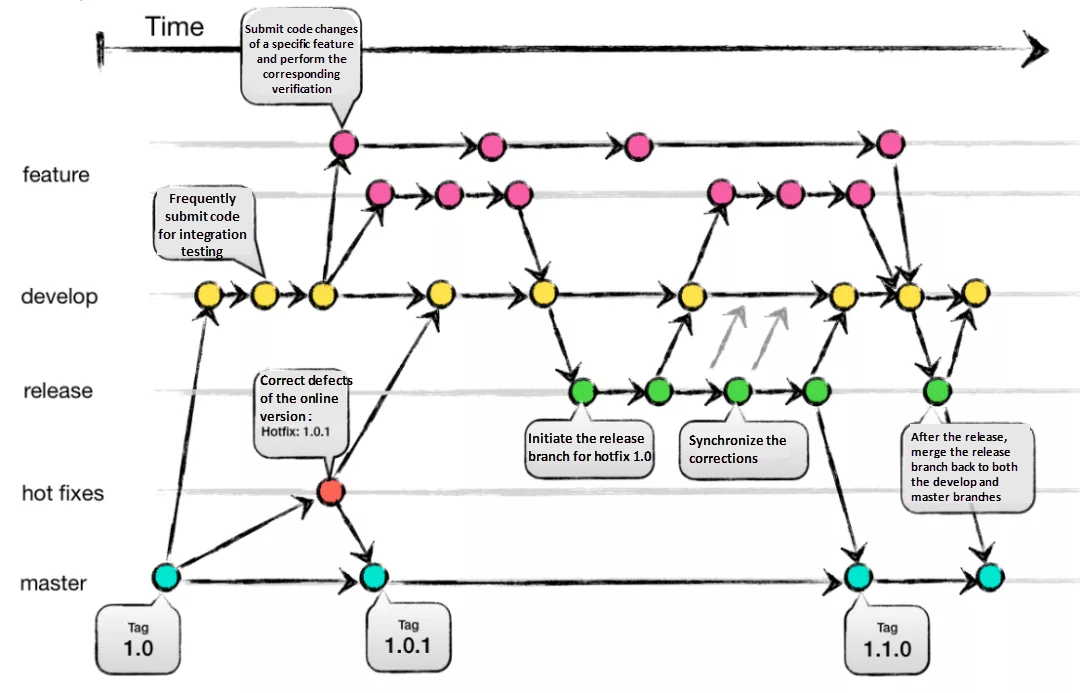 Time
Submit code changes
of a specific feature
and perform the
corresponding
verification
feature
Frequently
submit code
for integration
testing
develop
release
Correct defects
of the online
version :
Hotfix: 1.0.1
Initiate the release
branch for hotfix 1.0
Synchronize the
corrections
After the release,
merge the release
branch back to both
the develop and
master branches
hot fixes
master
Tag
1.0
Tag
1.0.1
Tag
1.1.0